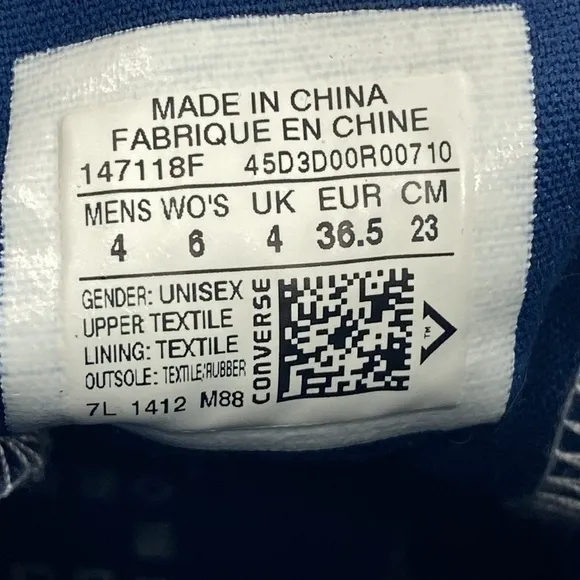 MADE IN CHINA
FABRIQUE EN CHINE
147118F 45D3D00R00710
MENS WO'S UK EUR CM
4 6 4 36.5 23
GENDER: UNISEX
UPPER: TEXTILE
LINING: TEXTILE
OUTSOLE: TEXTILE/RUBBER
7L 1412 M88
CONVERSE
TM